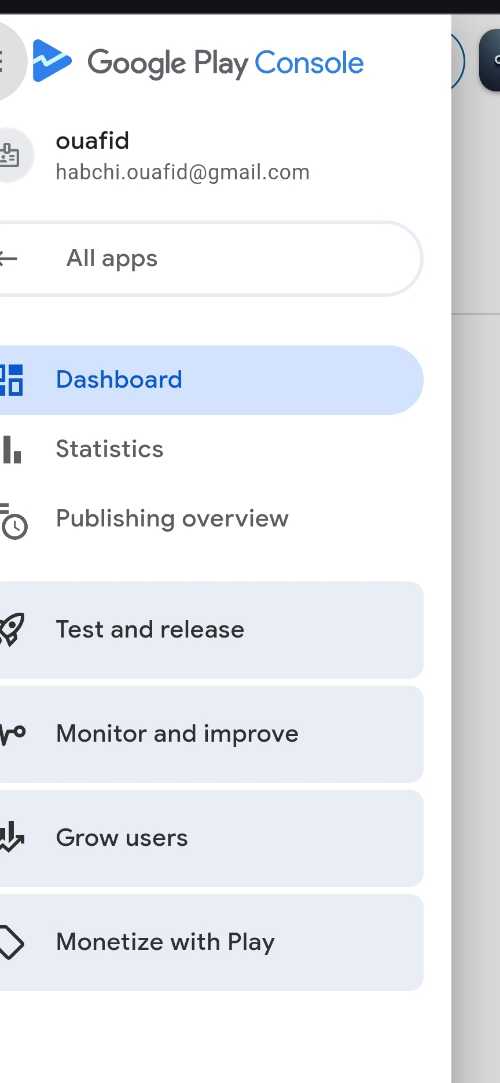 Google Play Console
ouafid
habchi.ouafid@gmail.com
All apps
Dashboard
Statistics
Publishing overview
Test and release
Monitor and improve
Grow users
Monetize with Play